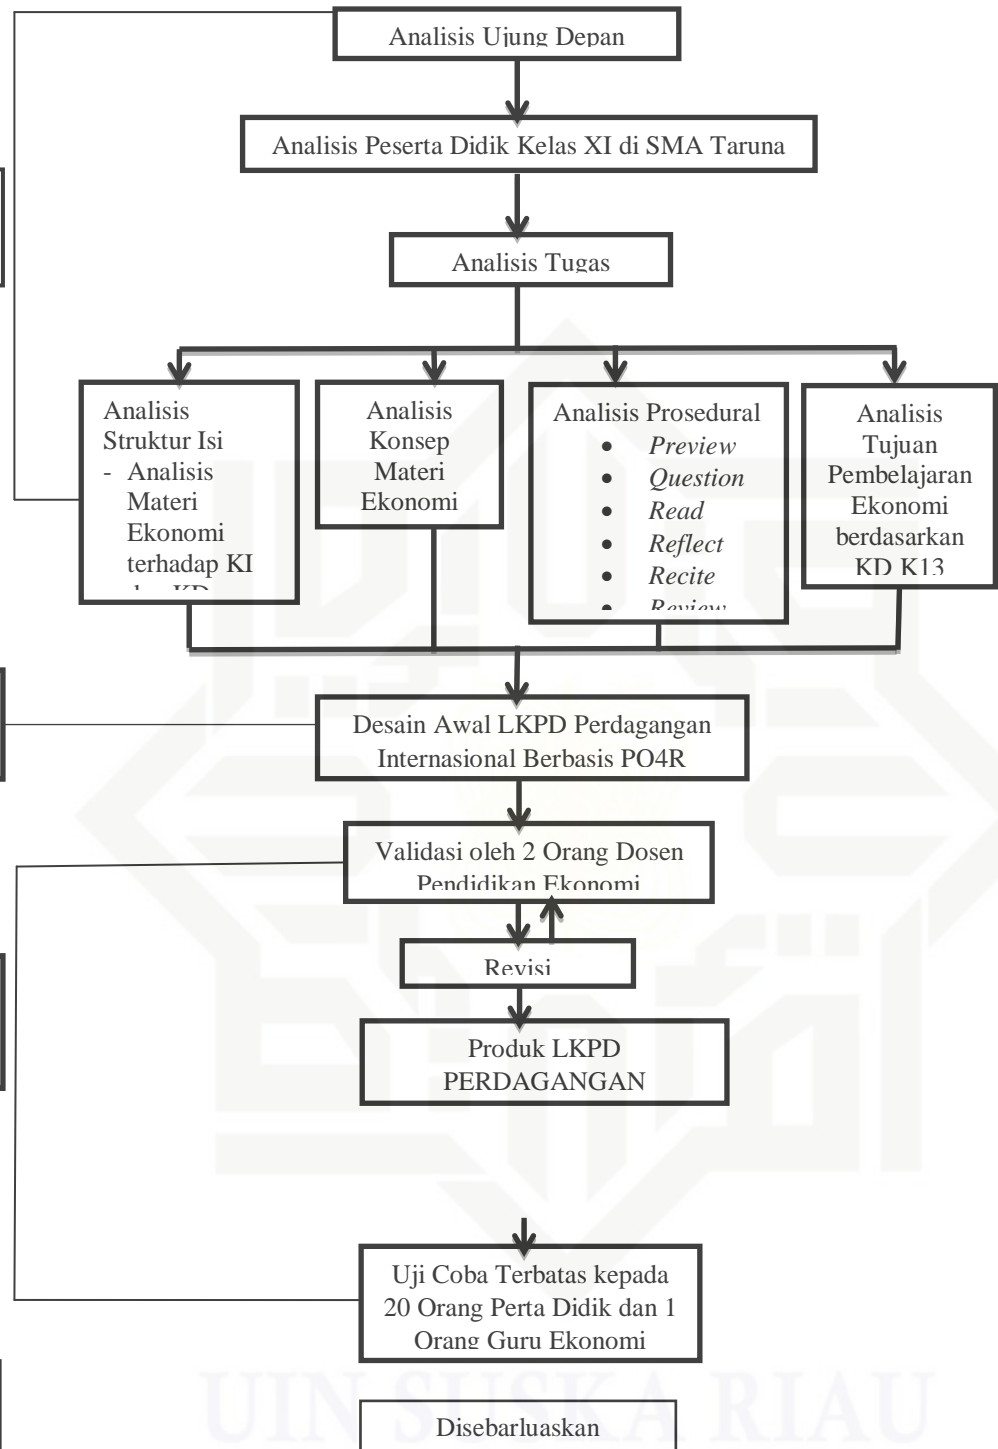 Analisis Ujung Depan
Analisis Peserta Didik Kelas XI di SMA Taruna
Analisis Tugas
Analisis
Struktur Isi
- Analisis
Materi
Ekonomi
terhadap KI
dan KD
Analisis
Konsep
Materi
Ekonomi
Analisis Prosedural
• Preview
• Question
• Read
• Reflect
• Recite
• Review
Analisis
Tujuan
Pembelajaran
Ekonomi
berdasarkan
KD K13
Desain Awal LKPD Perdagangan
Internasional Berbasis PQ4R
Validasi oleh 2 Orang Dosen
Pendidikan Ekonomi
Revisi
Produk LKPD
PERDAGANGAN
Uji Coba Terbatas kepada
20 Orang Perta Didik dan 1
Orang Guru Ekonomi
Disebarluaskan
UIN SUSKA RIAU